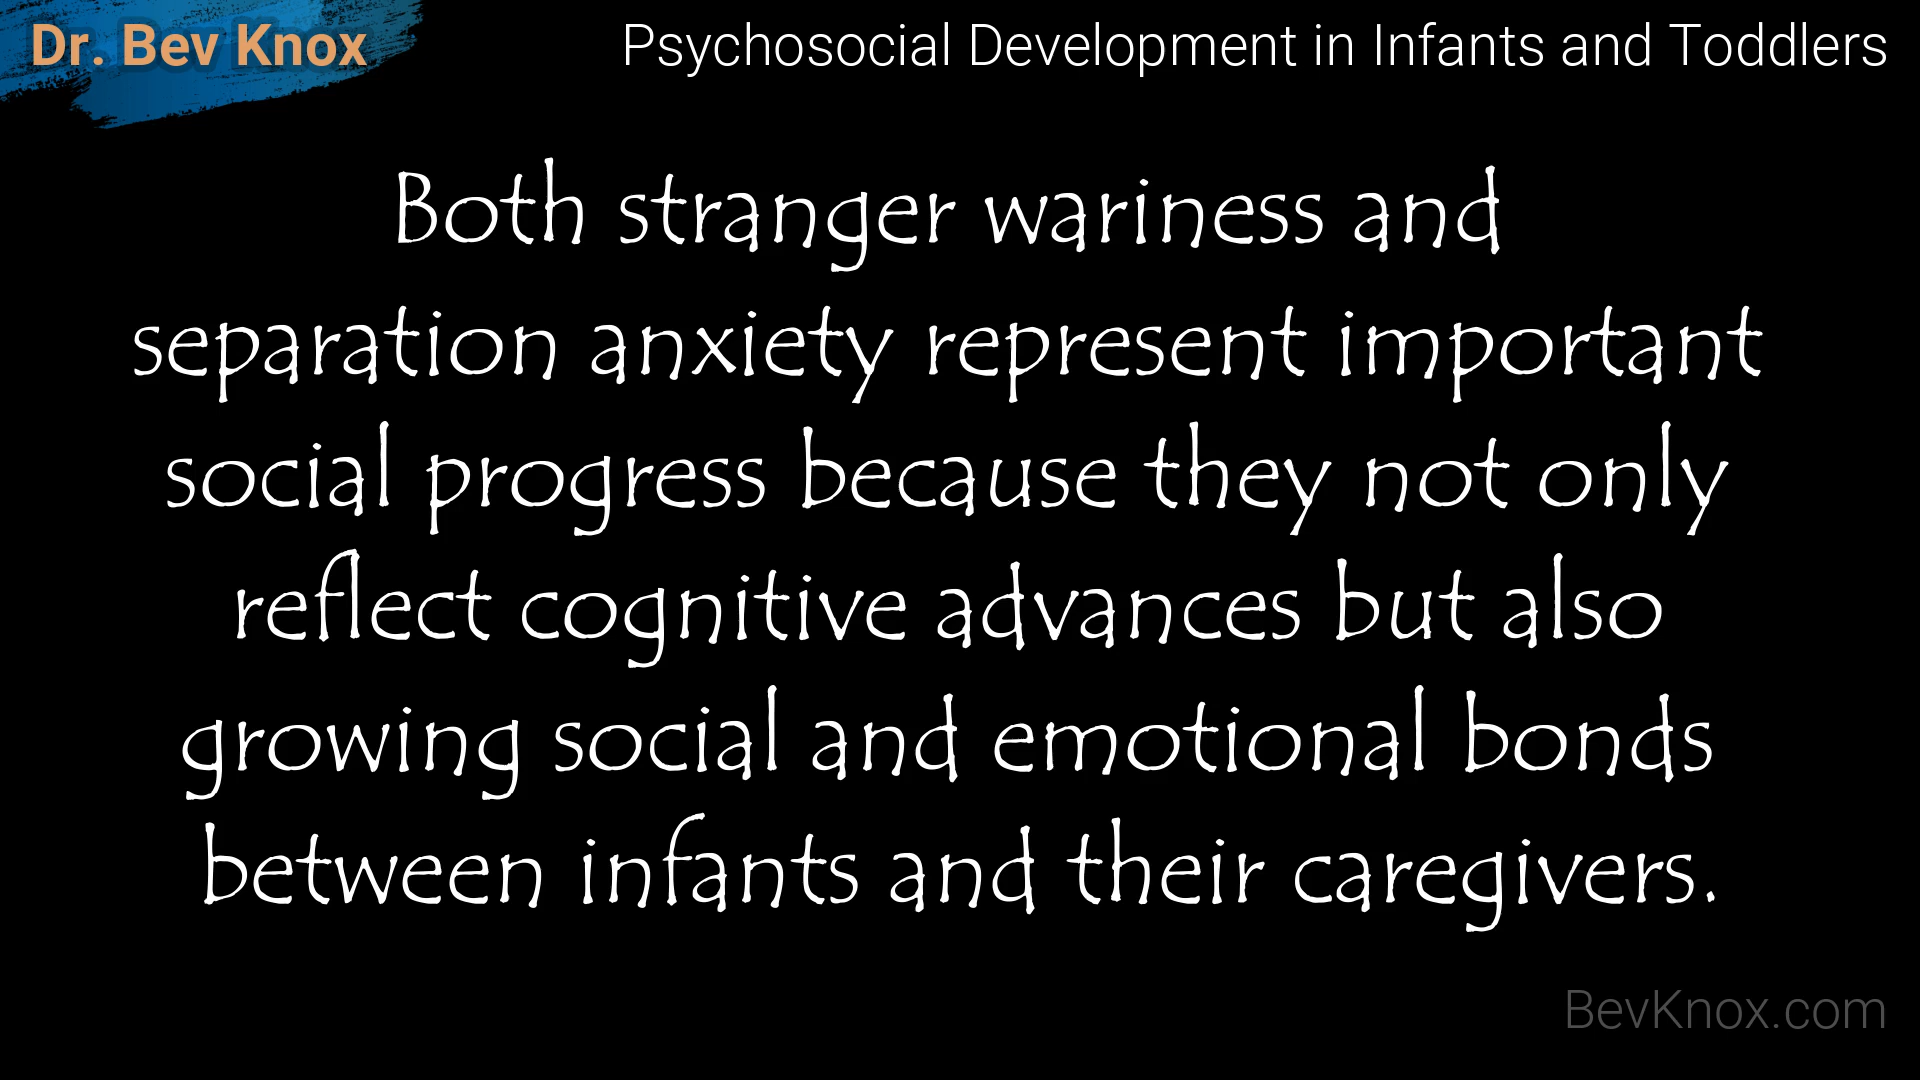 Dr. Bev Knox
Psychosocial Development in Infants and Toddlers
Both stranger wariness and
separation anxiety represent important
social progress because they not only
reflect cognitive advances but also
growing social and emotional bonds
between infants and their caregivers.
BevKnox.com